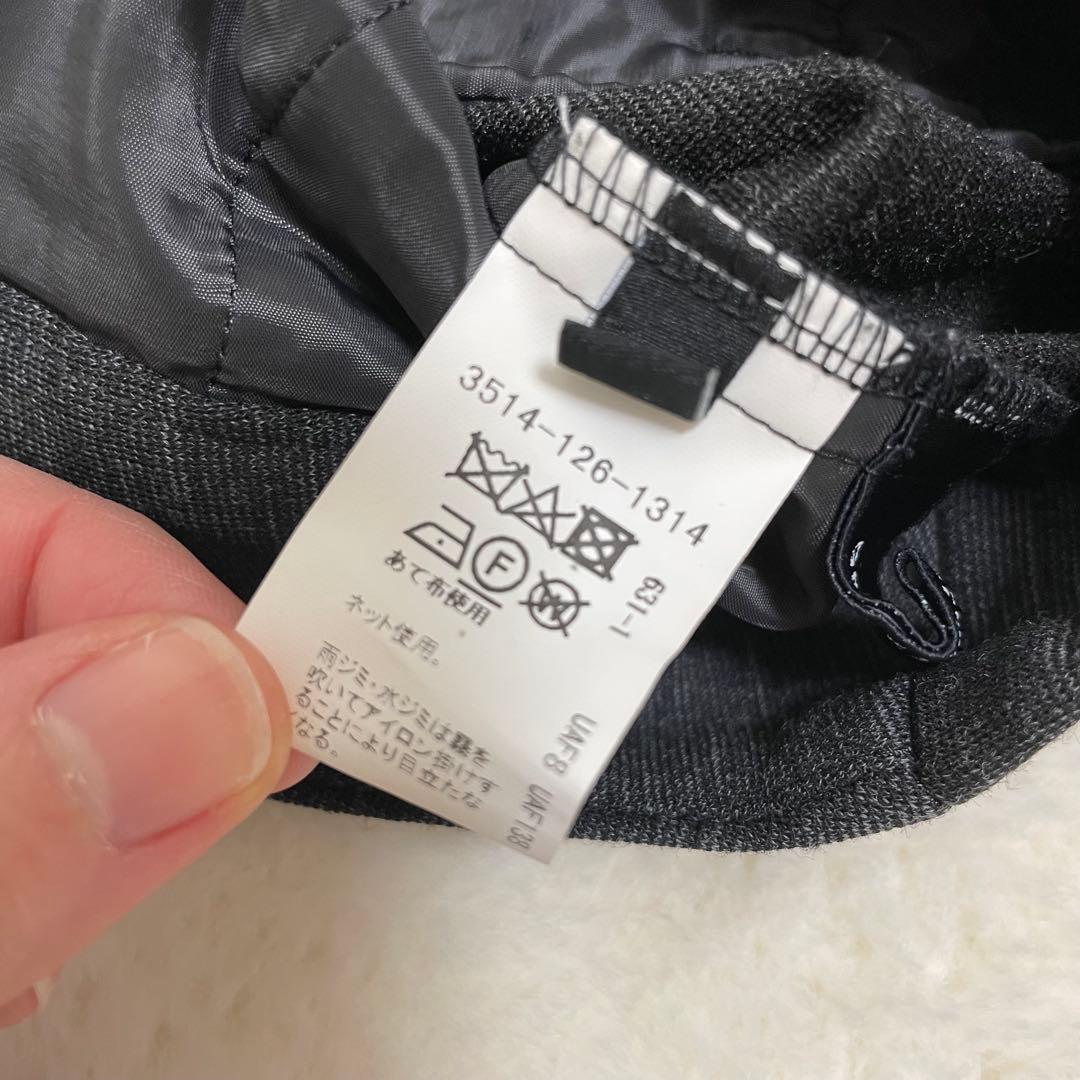 3514-126-1314
631-1
F
W
あて布使用
ネット使用。
雨ジミ・水ジミは霧を
吹いてアイロン掛けす
ることにより目立たな
くなる。
UAF8 UAF138